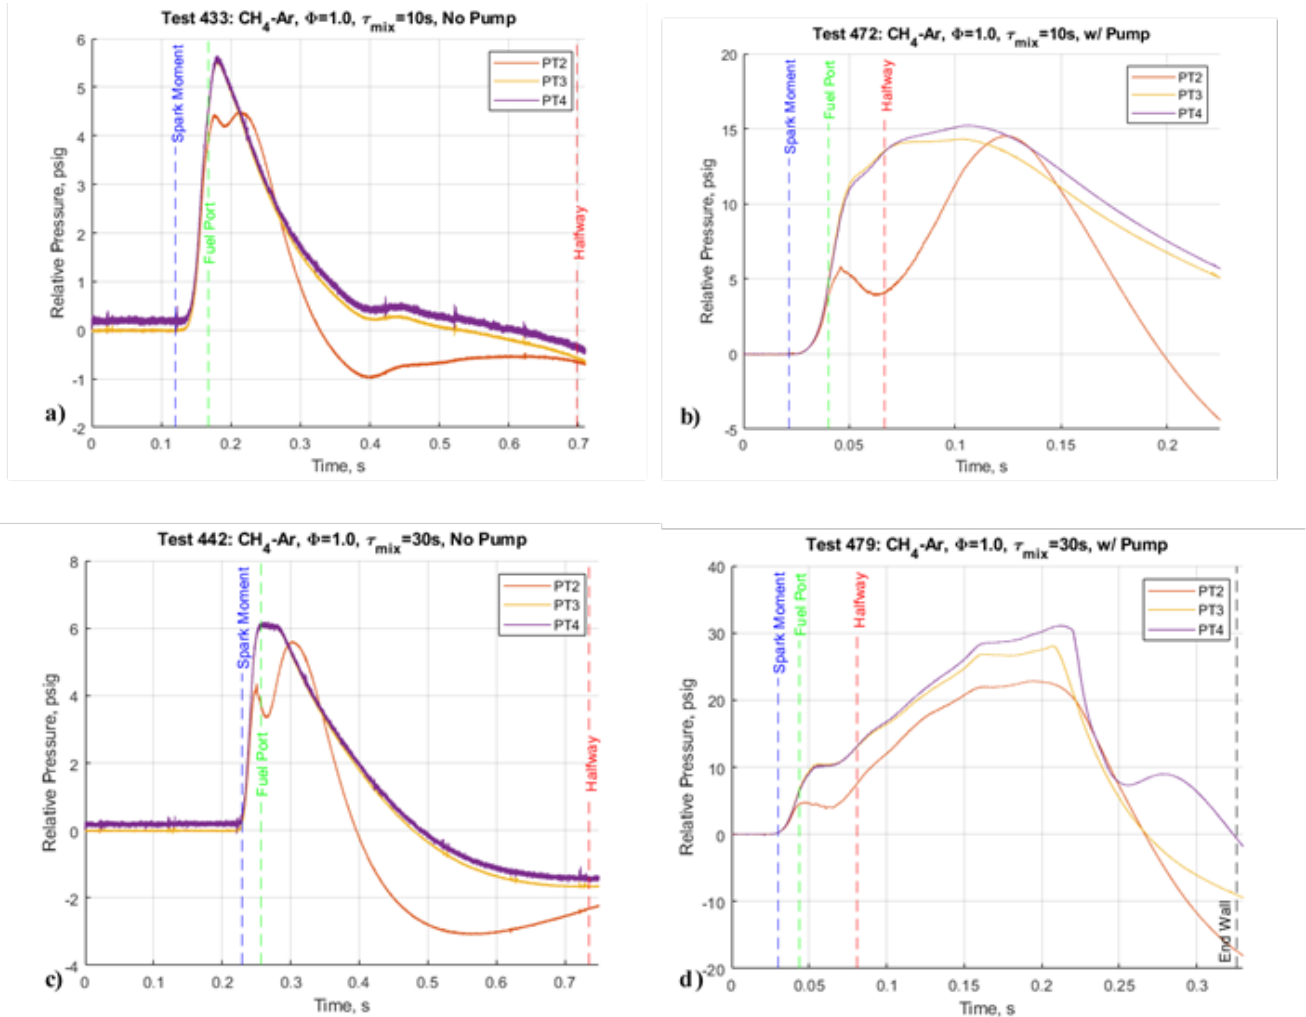 Test 433: CH4-Ar, Φ=1.0, τmix=10s, No Pump
6
5
4
3
2
1
0
-1
-2
Relative Pressure, psig
Spark Moment
Fuel Port
Halfway
PT2
PT3
PT4
a)
0
0.1
0.2
0.3
0.4
0.5
0.6
0.7
Time, s
Test 472: CH4-Ar, Φ=1.0, τmix=10s, w/ Pump
20
15
10
5
0
-5
Relative Pressure, psig
Spark Moment
Fuel Port
Halfway
PT2
PT3
PT4
b)
0
0.05
0.1
0.15
0.2
Time, s
Test 442: CH4-Ar, Φ=1.0, τmix=30s, No Pump
8
6
4
2
0
-2
-4
Relative Pressure, psig
Spark Moment
Fuel Port
Halfway
PT2
PT3
PT4
c)
0
0.1
0.2
0.3
0.4
0.5
0.6
0.7
Time, s
Test 479: CH4-Ar, Φ=1.0, τmix=30s, w/ Pump
40
30
20
10
0
-10
-20
Relative Pressure, psig
Spark Moment
Fuel Port
Halfway
End Wall
PT2
PT3
PT4
d)
0
0.05
0.1
0.15
0.2
0.25
0.3
Time, s